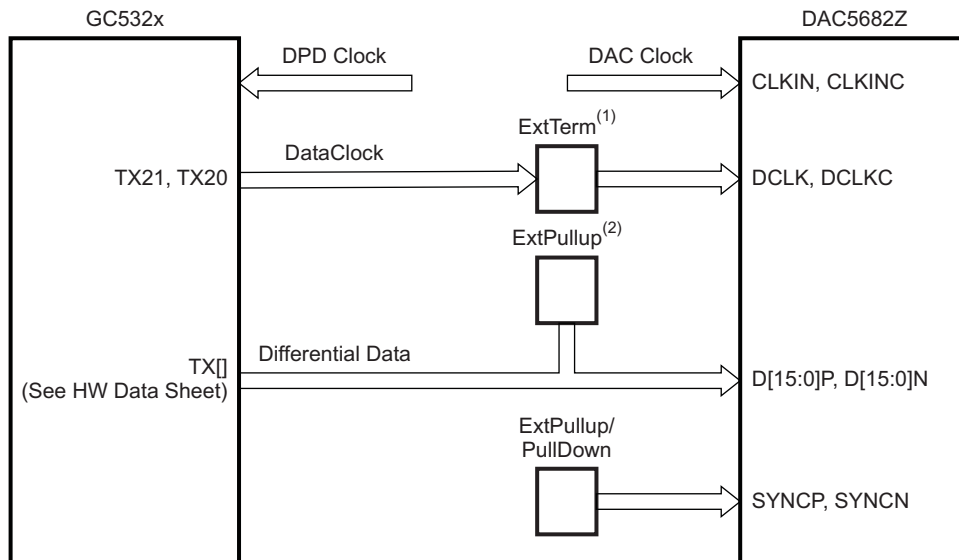 GC532x
DAC5682Z
DPD Clock
DAC Clock
CLKIN, CLKINC
ExtTerm(1)
DataClock
TX21, TX20
DCLK, DCLKC
ExtPullup(2)
TX[]
(See HW Data Sheet)
Differential Data
D[15:0]P, D[15:0]N
ExtPullup/
PullDown
SYNCP, SYNCN